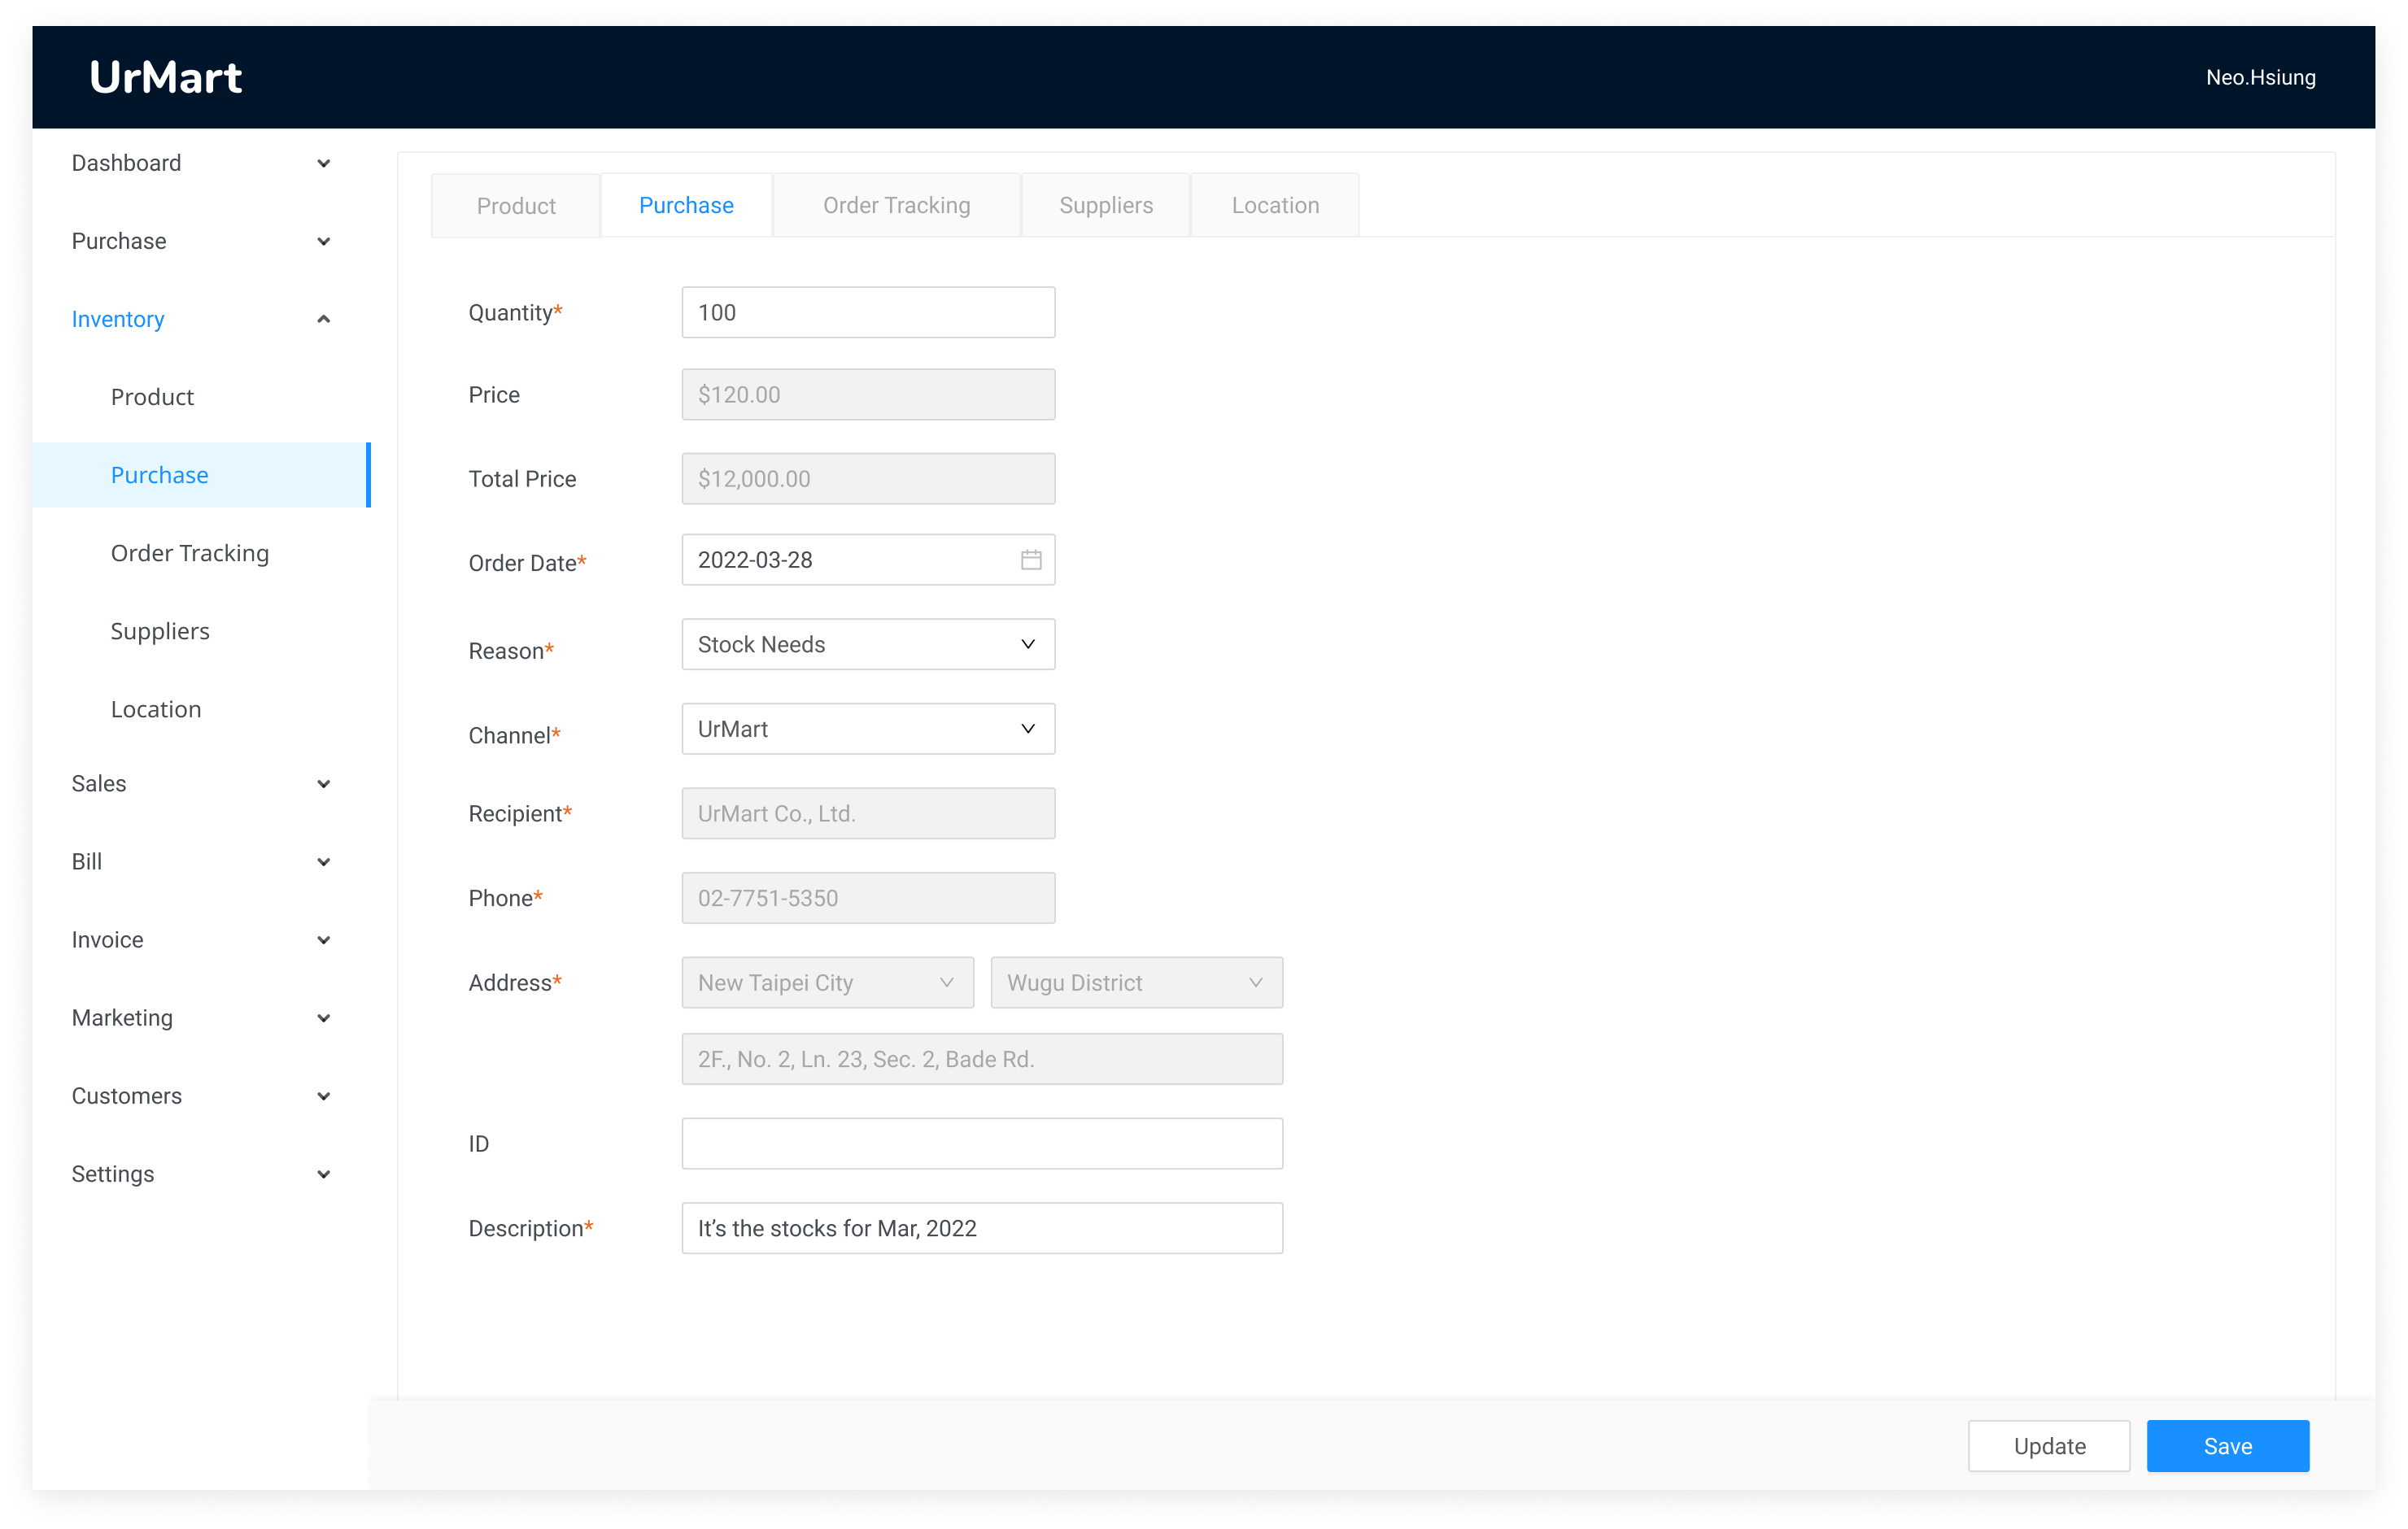 UrMart
Neo.Hsiung
Dashboard
Purchase
Inventory
Product
Purchase
Order Tracking
Suppliers
Location
Sales
Bill
Invoice
Marketing
Customers
Settings
Product Purchase Order Tracking Suppliers Location
Quantity* 100
Price $120.00
Total Price $12,000.00
Order Date* 2022-03-28
Reason* Stock Needs
Channel* UrMart
Recipient* UrMart Co., Ltd.
Phone* 02-7751-5350
Address* New Taipei City Wugu District
2F., No. 2, Ln. 23, Sec. 2, Bade Rd.
ID
Description* It’s the stocks for Mar, 2022
Update Save